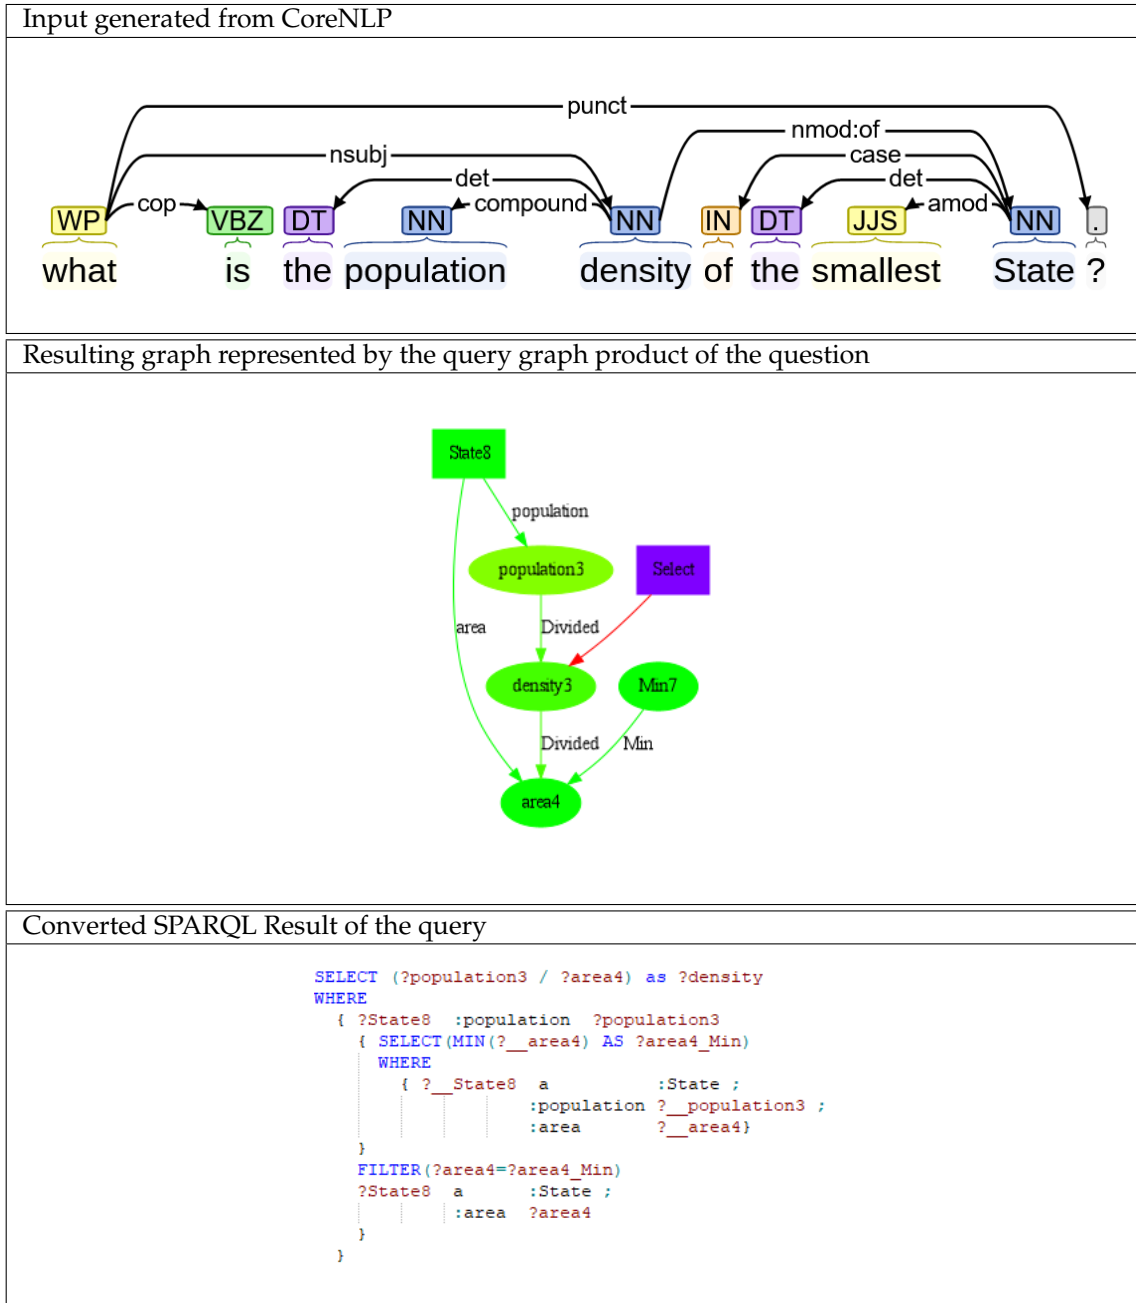 Input generated from CoreNLP
punct
nmod:of
nsubj
case
det
det
WP cop VBZ DT NN compound NN IN DT JJS amod NN .
what is the population density of the smallest State ?
Resulting graph represented by the query graph product of the question
State8
population
population3 Select
area Divided
density3 Min7
Divided Min
area4
Converted SPARQL Result of the query
SELECT (?population3 / ?area4) as ?density
WHERE
{ ?State8 :population ?population3
{ SELECT(MIN(?__area4) AS ?area4_Min)
WHERE
{ ?__State8 a :State ;
:population ?__population3 ;
:area ?__area4}
}
FILTER(?area4=?area4_Min)
?State8 a :State ;
:area ?area4
}
}